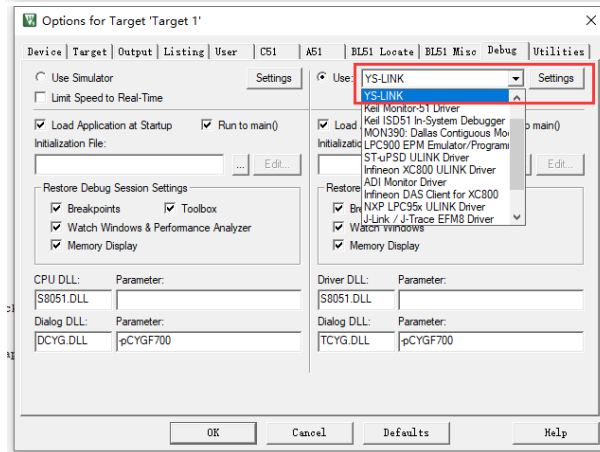 Options for Target 'Target 1'
Device Target Output Listing User C51 A51 BL51 Locate BL51 Misc Debug Utilities
Use Simulator Settings Use: YS-LINK Settings
Limit Speed to Real-Time
YS-LINK
Keil Monitor-51 Driver
Keil ISD51 In-System Debugger
MON390: Dallas Contiguous Mo
LPC900 EPM Emulator/Program
ST-uPSD ULINK Driver
Infineon XC800 ULINK Driver
ADI Monitor Driver
Infineon DAS Client for XC800
NXP LPC95x ULINK Driver
J-Link / J-Trace EFM8 Driver
Load Application at Startup Run to main() Load o main()
Initialization File: Initializatio
... Edit... Edit...
Restore Debug Session Settings Restore
Breakpoints Toolbox Bre
Watch Windows & Performance Analyzer Watch Windows
Memory Display Memory Display
CPU DLL: Parameter: Driver DLL: Parameter:
S8051.DLL S8051.DLL
Dialog DLL: Parameter: Dialog DLL: Parameter:
DCYG.DLL -pCYGF700 TCYG.DLL -pCYGF700
OK Cancel Defaults Help